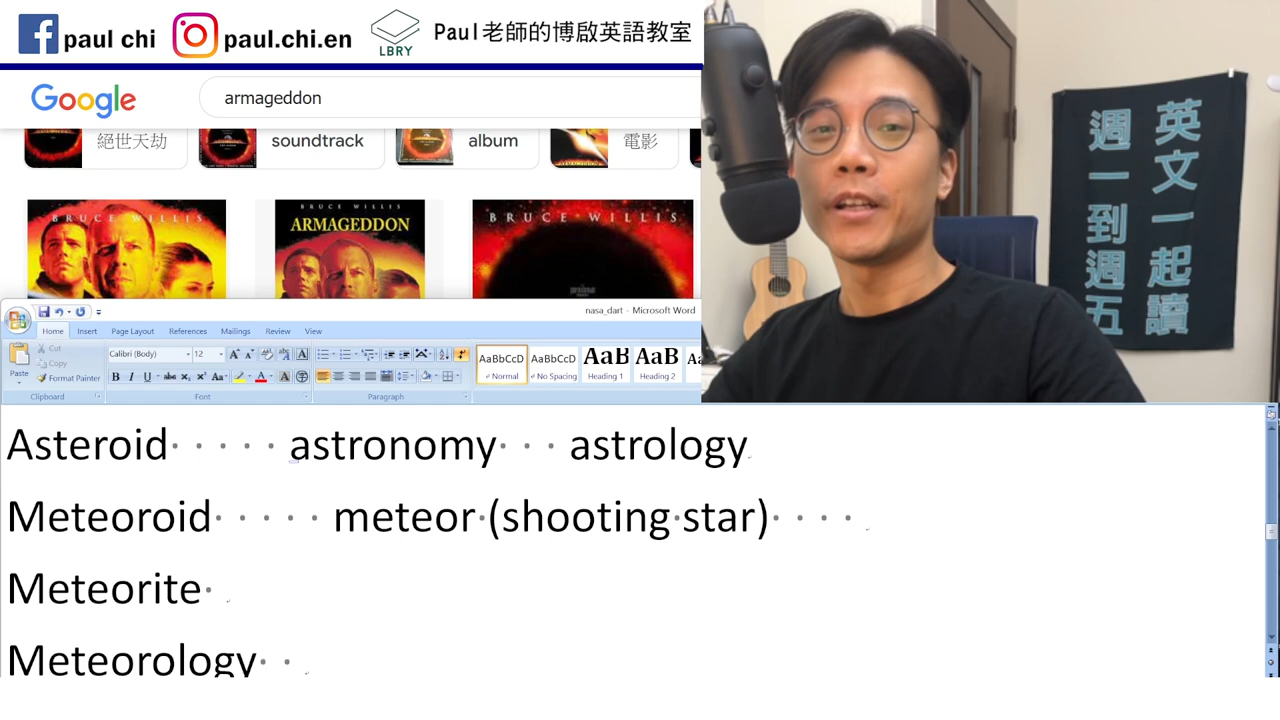 paul chi
paul.chi.en
LBRY
Paul老師的博啟英語教室
Google
armageddon
絕世天劫
soundtrack
album
電影
BRUCE WILLIS
BRUCE WILLIS
ARMAGEDDON
BRUCE WILLIS
nasa_dart - Microsoft Word
Home Insert Page Layout References Mailings Review View
Paste
Cut
Copy
Format Painter
Clipboard
Calibri (Body) 12
Font
Paragraph
AaBbCcD
Normal
AaBbCcD
No Spacing
AaB
Heading 1
AaB
Heading 2
Asteroid astronomy astrology
Meteoroid meteor (shooting star)
Meteorite
Meteorology
英文一起讀
週一到週五